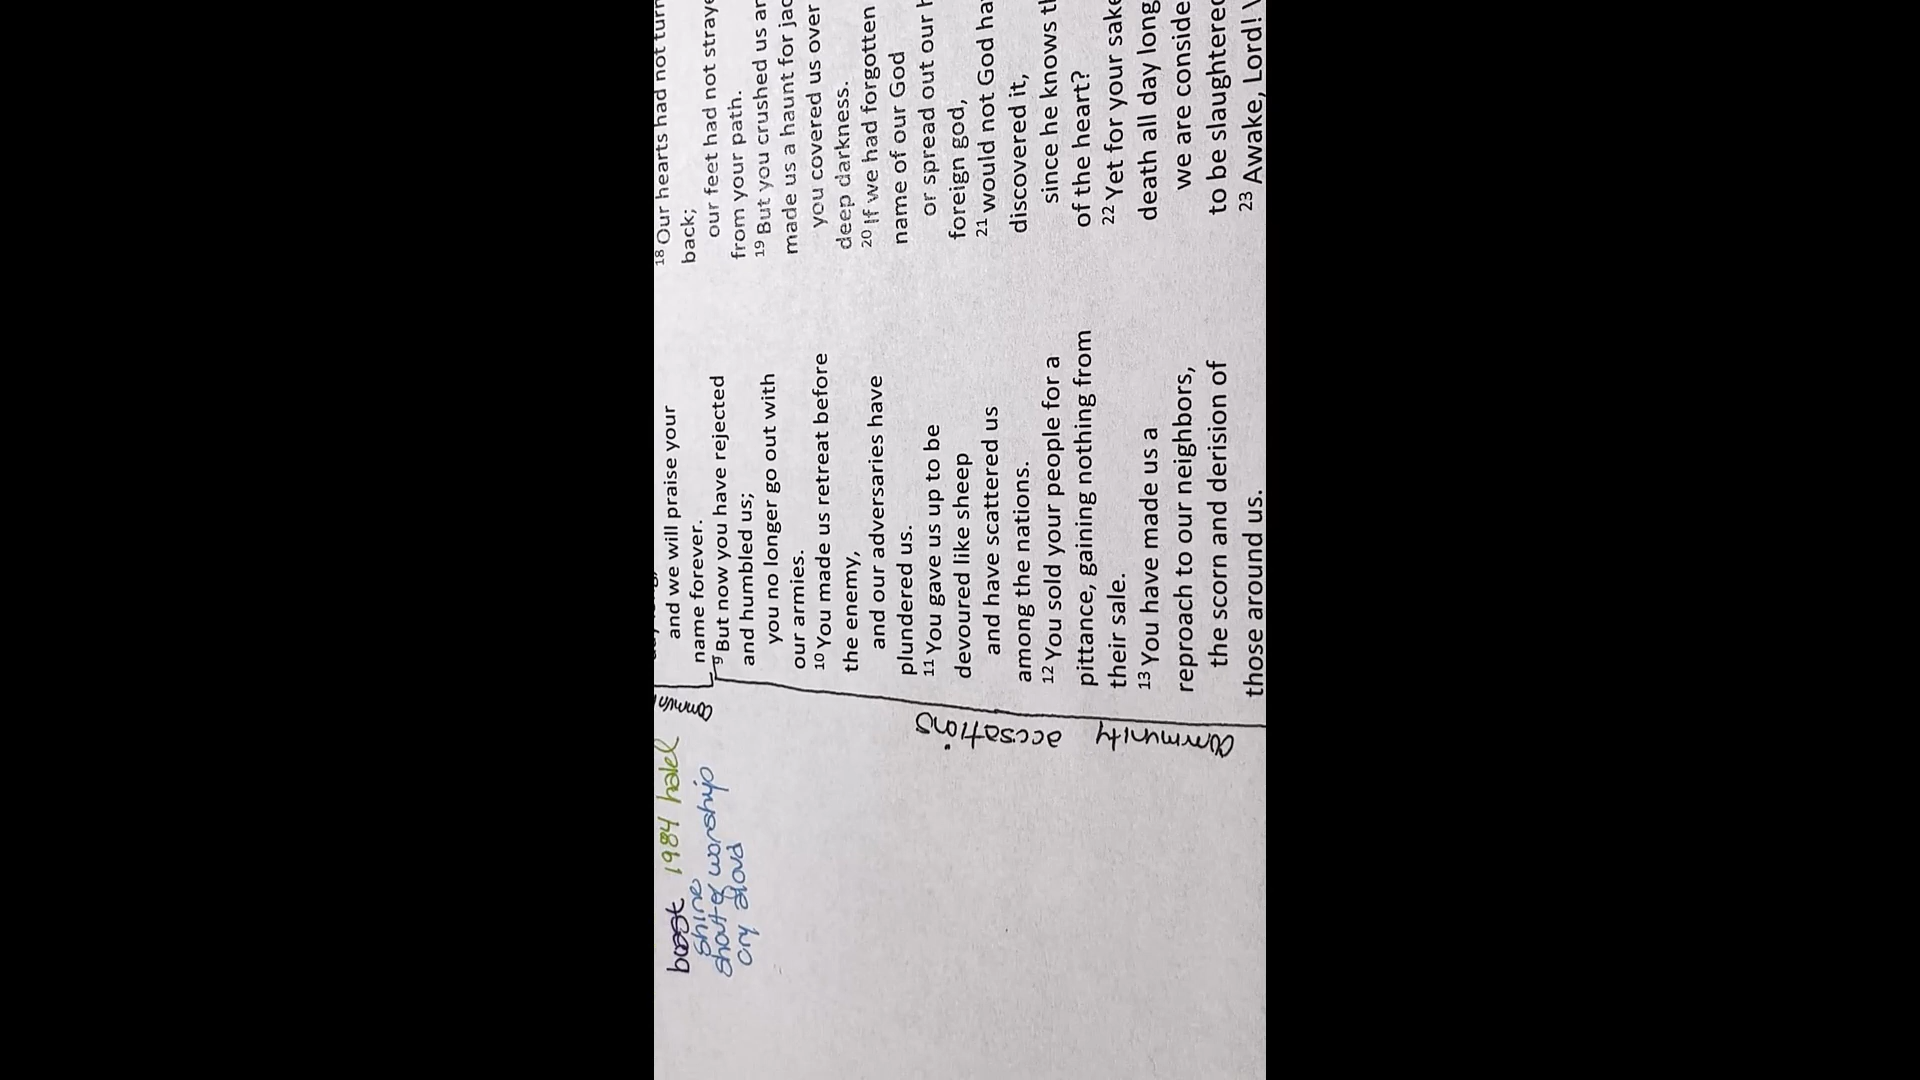 and we will praise your
name forever.
9 But now you have rejected
and humbled us;
you no longer go out with
our armies.
10 You made us retreat before
the enemy,
and our adversaries have
plundered us.
11 You gave us up to be
devoured like sheep
and have scattered us
among the nations.
12 You sold your people for a
pittance, gaining nothing from
their sale.
13 You have made us a
reproach to our neighbors,
the scorn and derision of
those around us.
18 Our hearts had not turn
back;
our feet had not straye
from your path.
19 But you crushed us an
made us a haunt for jac
you covered us over
deep darkness.
20 If we had forgotten
name of our God
or spread out our h
foreign god,
21 would not God ha
discovered it,
since he knows th
of the heart?
22 Yet for your sake
death all day long
we are conside
to be slaughtered
23 Awake, Lord!
commun
accsations
community
boast 1984 halel
shine
shout of worship
cry aloud